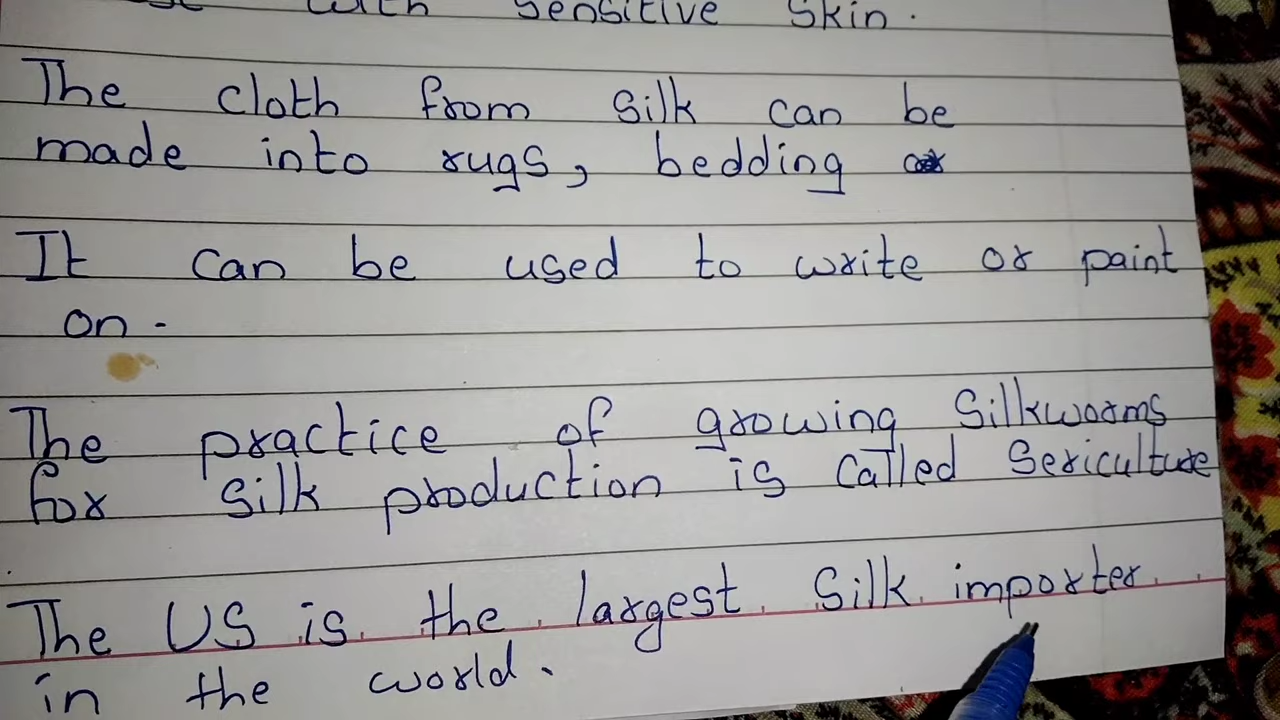 with sensitive skin.
The cloth from silk can be
made into rugs, bedding
It can be used to write or paint
on.
The practice of growing Silkworms
for silk production is called Sericulture
The US is the largest silk importer
in the world.